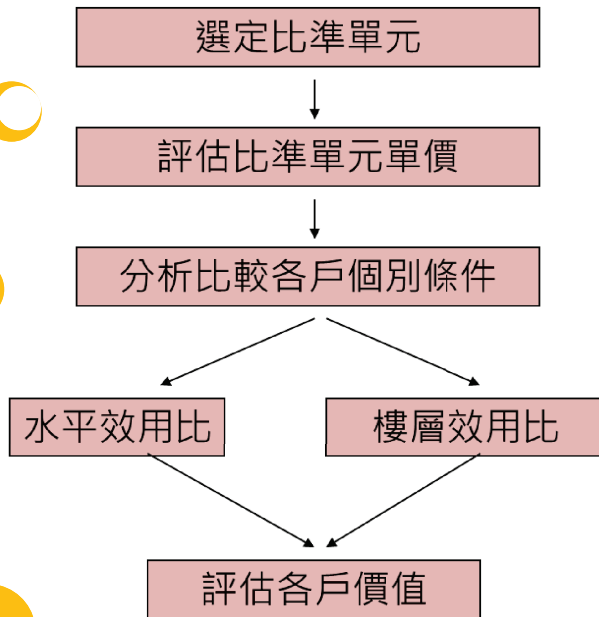 選定比準單元
評估比準單元單價
分析比較各戶個別條件
水平效用比
樓層效用比
評估各戶價值